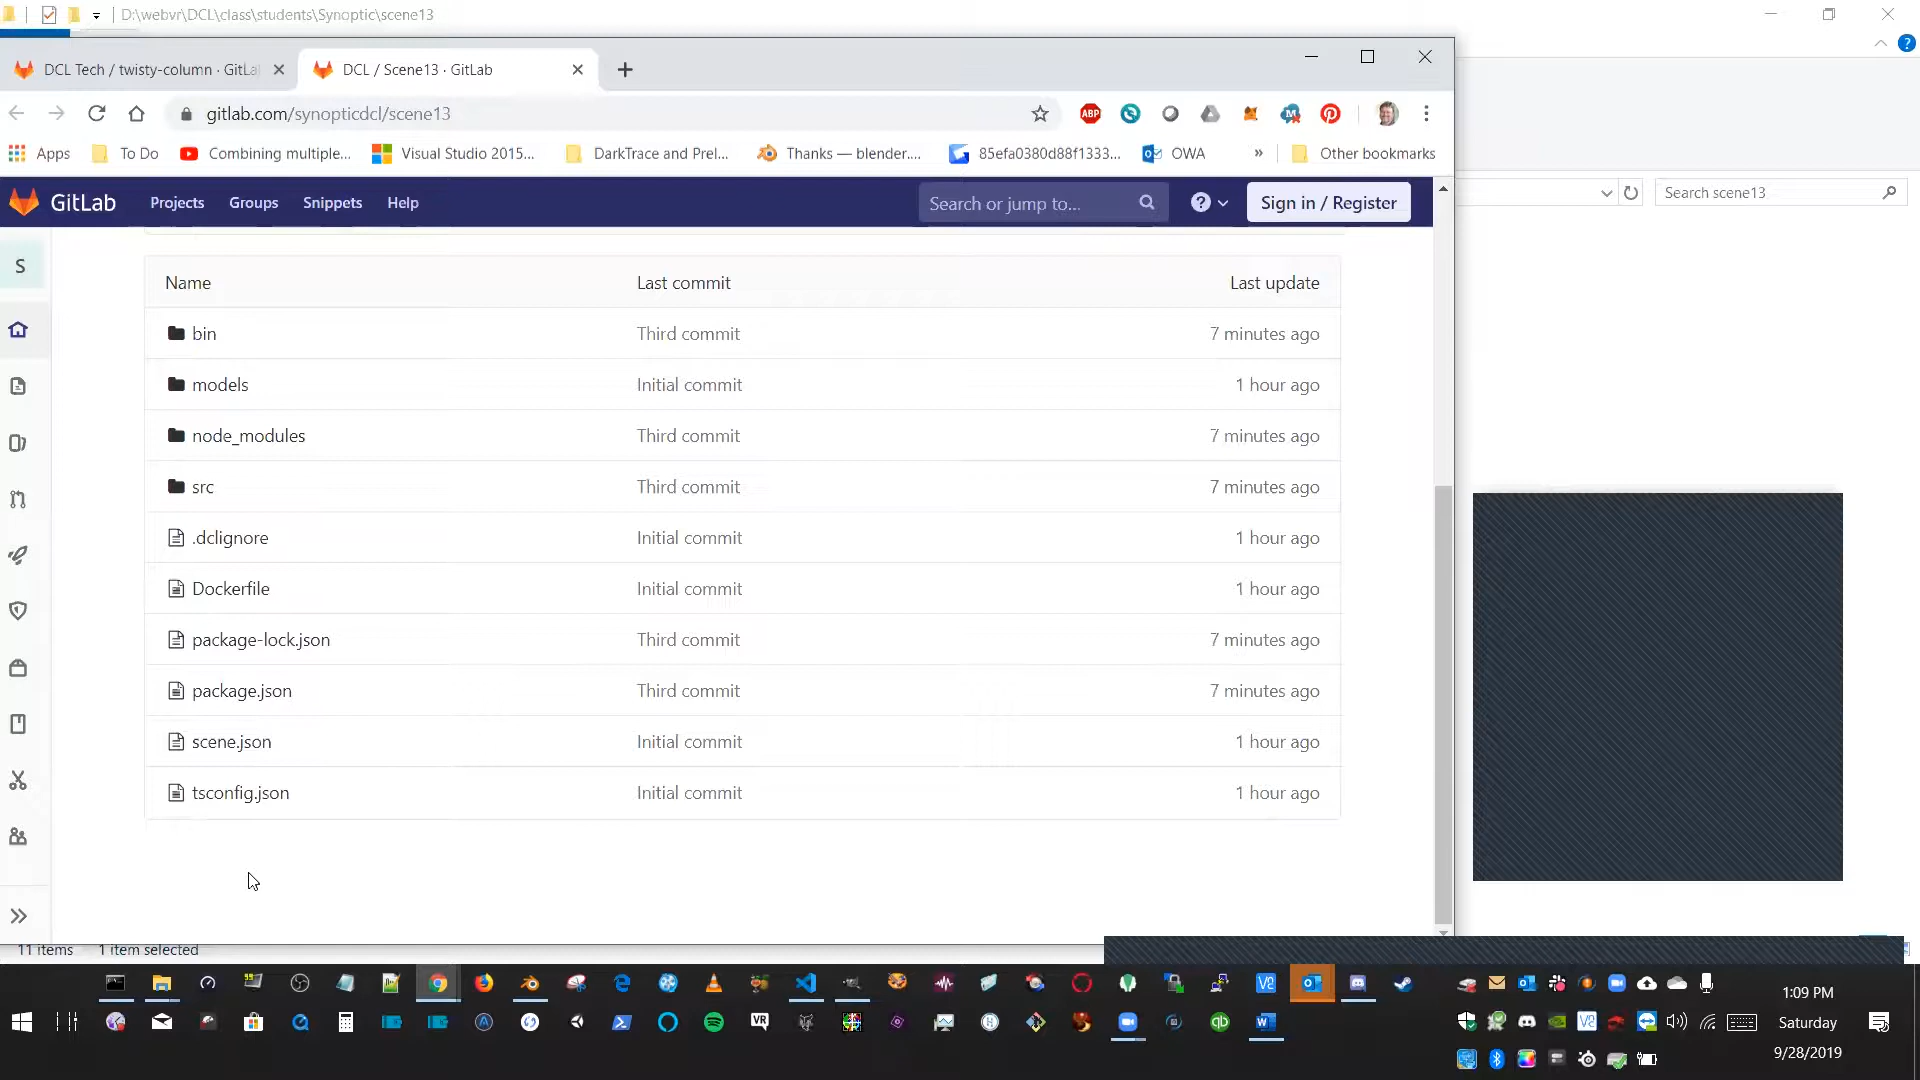 D:\webvr\DCL\class\students\Synoptic\scene13
DCL Tech / twisty-column · GitLa
DCL / Scene13 · GitLab
gitlab.com/synopticdcl/scene13
ABP
Apps
To Do
Combining multiple...
Visual Studio 2015...
DarkTrace and Prel...
Thanks — blender....
85efa0380d88f1333...
OWA
»
Other bookmarks
GitLab
Projects
Groups
Snippets
Help
Search or jump to...
Sign in / Register
Search scene13
S
Name Last commit Last update
bin Third commit 7 minutes ago
models Initial commit 1 hour ago
node_modules Third commit 7 minutes ago
src Third commit 7 minutes ago
.dclignore Initial commit 1 hour ago
Dockerfile Initial commit 1 hour ago
package-lock.json Third commit 7 minutes ago
package.json Third commit 7 minutes ago
scene.json Initial commit 1 hour ago
tsconfig.json Initial commit 1 hour ago
11 items 1 item selected
VR
qb
1:09 PM
Saturday
9/28/2019